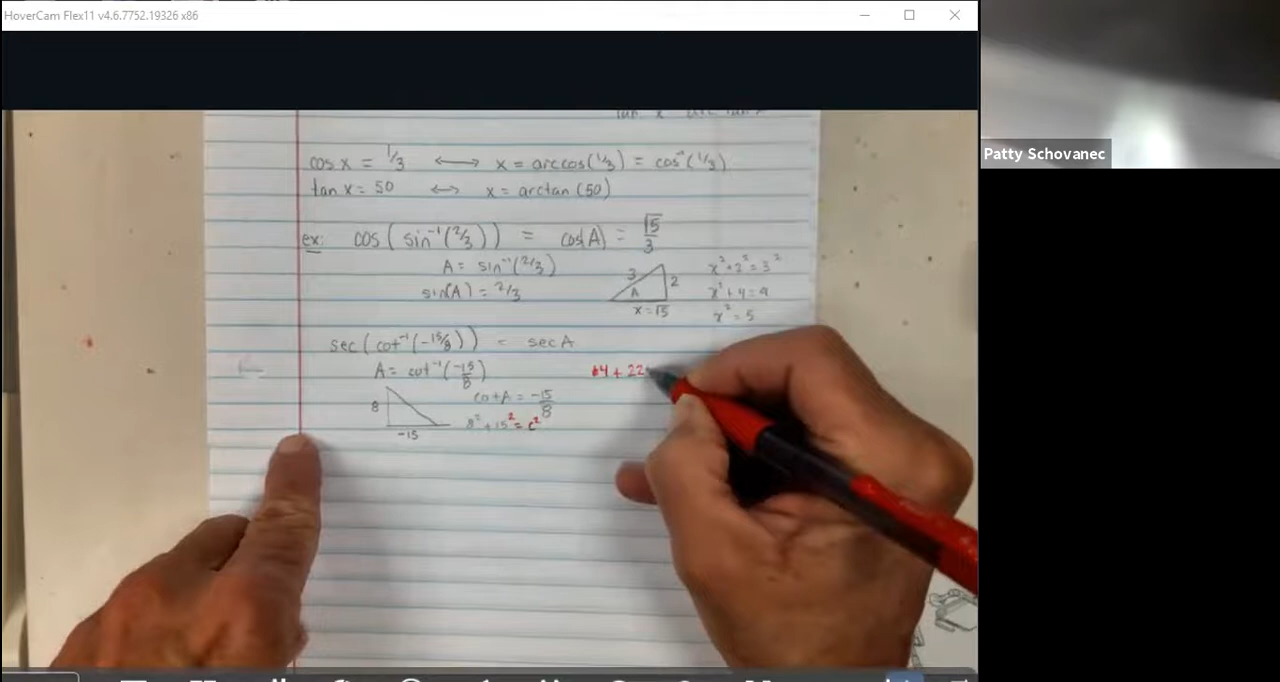 HoverCam Flex11 v4.6.7752.19326 x86
Patty Schovanec
cos x = 1/3 ⟷ x = arccos(1/3) = cos⁻¹(1/3)
tan x = 50 ⟷ x = arctan(50)
ex: cos(sin⁻¹(2/3)) = cos(A) = √5/3
A = sin⁻¹(2/3)
sin(A) = 2/3
3 2 A x = √5
x² + 2² = 3²
x² + 4 = 9
x² = 5
sec(cot⁻¹(-15/8)) = sec A
A = cot⁻¹(-15/8)
64 + 22
cot A = -15/8
8
-15
8² + 15² = c²